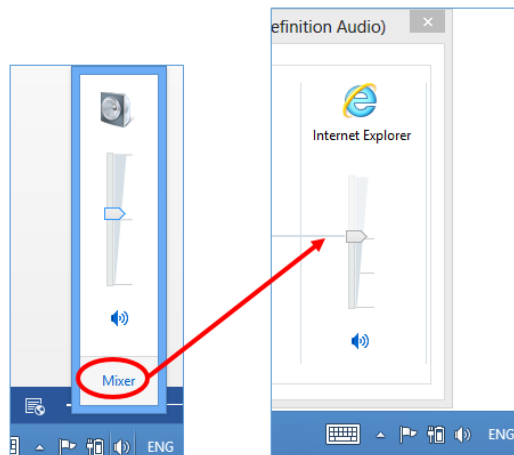 Mixer
ENG
efinition Audio)
Internet Explorer
ENG